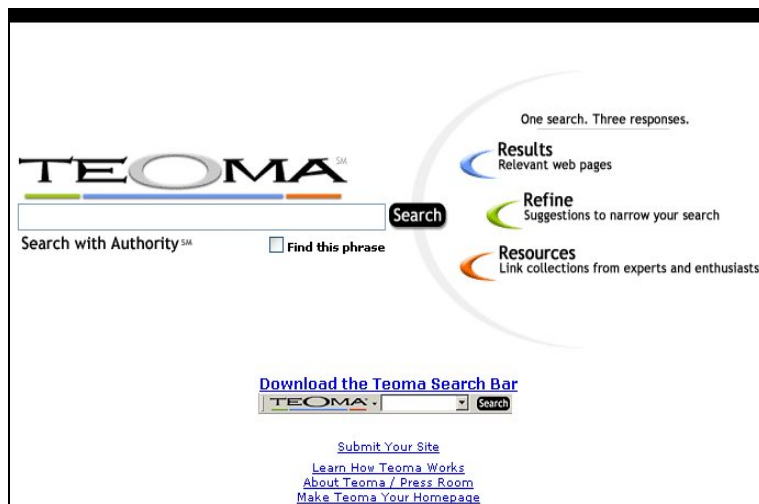 One search. Three responses.
TEOMA SM
Results
Relevant web pages
Refine
Suggestions to narrow your search
Search
Search with Authority SM
Find this phrase
Resources
Link collections from experts and enthusiasts
Download the Teoma Search Bar
TEOMA Search
Submit Your Site
Learn How Teoma Works
About Teoma / Press Room
Make Teoma Your Homepage